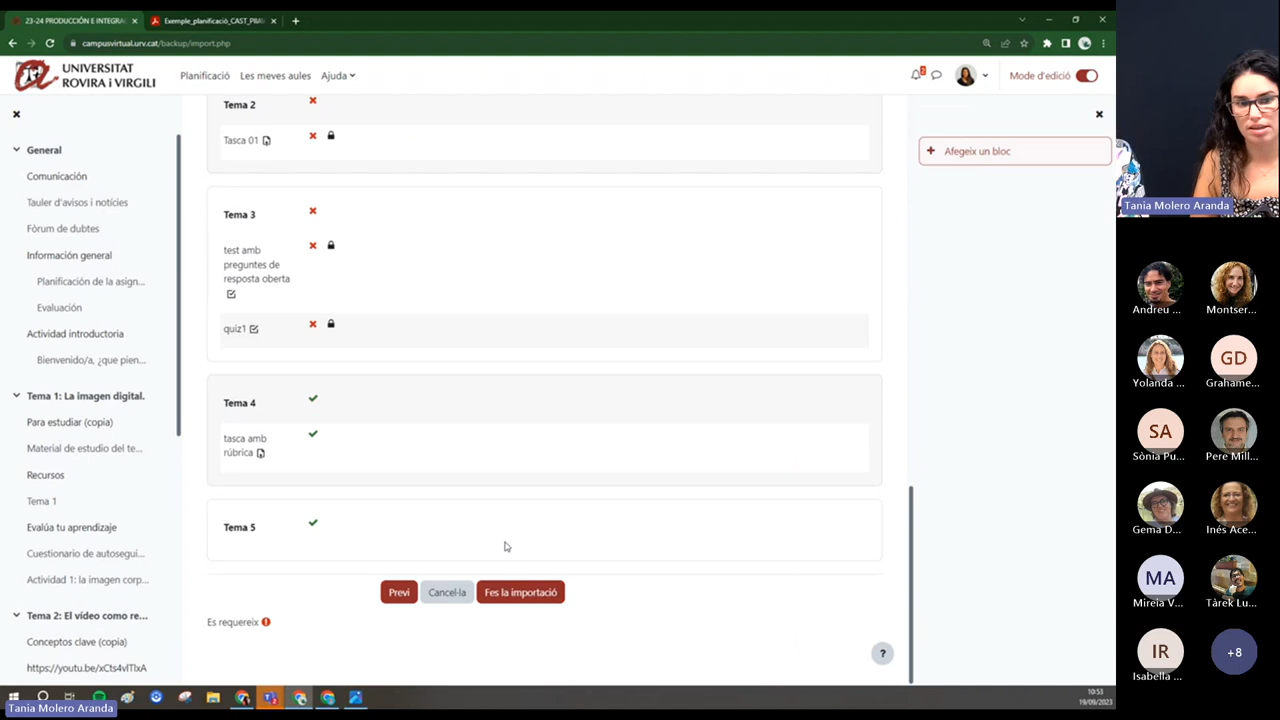 23-24 PRODUCCIÓN E INTEGRA
Exemple_planificació_CAST_PIIAV
campusvirtual.urv.cat/backup/import.php
UNIVERSITAT
ROVIRA i VIRGILI
Planificació
Les meves aules
Ajuda
2
Mode d'edició
General
Comunicación
Tauler d'avisos i notícies
Fòrum de dubtes
Información general
Planificación de la asign...
Evaluación
Actividad introductoria
Bienvenido/a, ¿que pien...
Tema 1: La imagen digital.
Para estudiar (copia)
Material de estudio del te...
Recursos
Tema 1
Evalúa tu aprendizaje
Cuestionario de autosegui...
Actividad 1: la imagen corp...
Tema 2: El vídeo como re...
Conceptos clave (copia)
https://youtu.be/xCts4vlTlxA
Tema 2
Tasca 01
Tema 3
test amb
preguntes de
resposta oberta
quiz1
Tema 4
tasca amb
rúbrica
Tema 5
Previ
Cancel·la
Fes la importació
Es requereix
?
Afegeix un bloc
10:53
19/09/2023
Tania Molero Aranda
Tania Molero Aranda
Andreu ...
Montser...
Yolanda ...
GD
Grahame...
SA
Sònia Pu...
Pere Mill...
Gema D...
Inés Ace...
MA
Mireia V...
Tàrek Lu...
IR
Isabella ...
+8